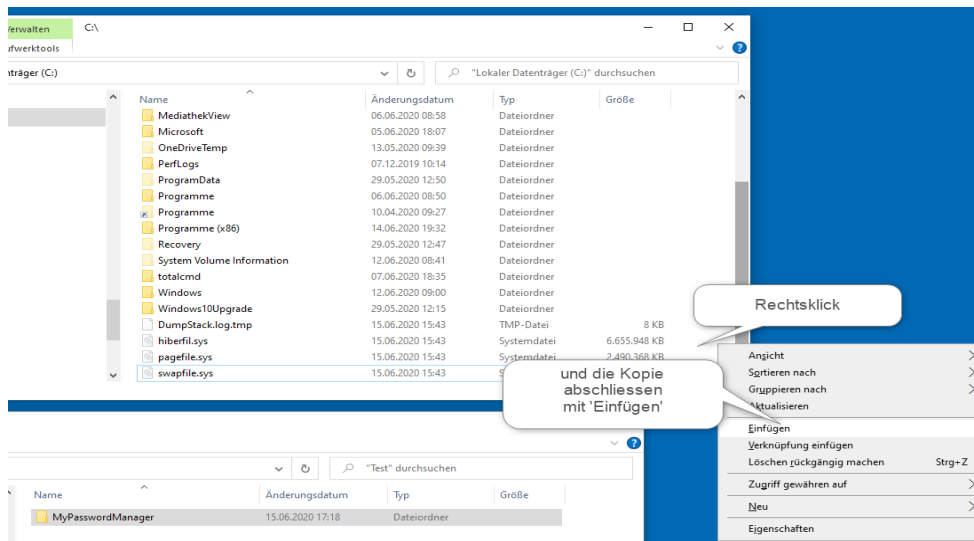 Verwalten C:\
ufwerktools
nträger (C:) "Lokaler Datenträger (C:)" durchsuchen
Name Änderungsdatum Typ Größe
MediathekView 06.06.2020 08:58 Dateiordner
Microsoft 05.06.2020 18:07 Dateiordner
OneDriveTemp 13.05.2020 09:39 Dateiordner
PerfLogs 07.12.2019 10:14 Dateiordner
ProgramData 29.05.2020 12:50 Dateiordner
Programme 06.06.2020 08:50 Dateiordner
Programme 10.04.2020 09:27 Dateiordner
Programme (x86) 14.06.2020 19:32 Dateiordner
Recovery 29.05.2020 12:47 Dateiordner
System Volume Information 12.06.2020 08:41 Dateiordner
totalcmd 07.06.2020 18:35 Dateiordner
Windows 12.06.2020 09:00 Dateiordner
Windows10Upgrade 29.05.2020 12:15 Dateiordner
DumpStack.log.tmp 15.06.2020 15:43 TMP-Datei 8 KB
hiberfil.sys 15.06.2020 15:43 Systemdatei 6.655.948 KB
pagefile.sys 15.06.2020 15:43 Systemdatei 2.490.368 KB
swapfile.sys 15.06.2020 15:43 S
Rechtsklick
und die Kopie
abschliessen
mit 'Einfügen'
Ansicht
Sortieren nach
Gruppieren nach
Aktualisieren
Einfügen
Verknüpfung einfügen
Löschen rückgängig machen Strg+Z
Zugriff gewähren auf
Neu
Eigenschaften
"Test" durchsuchen
Name Änderungsdatum Typ Größe
MyPasswordManager 15.06.2020 17:18 Dateiordner